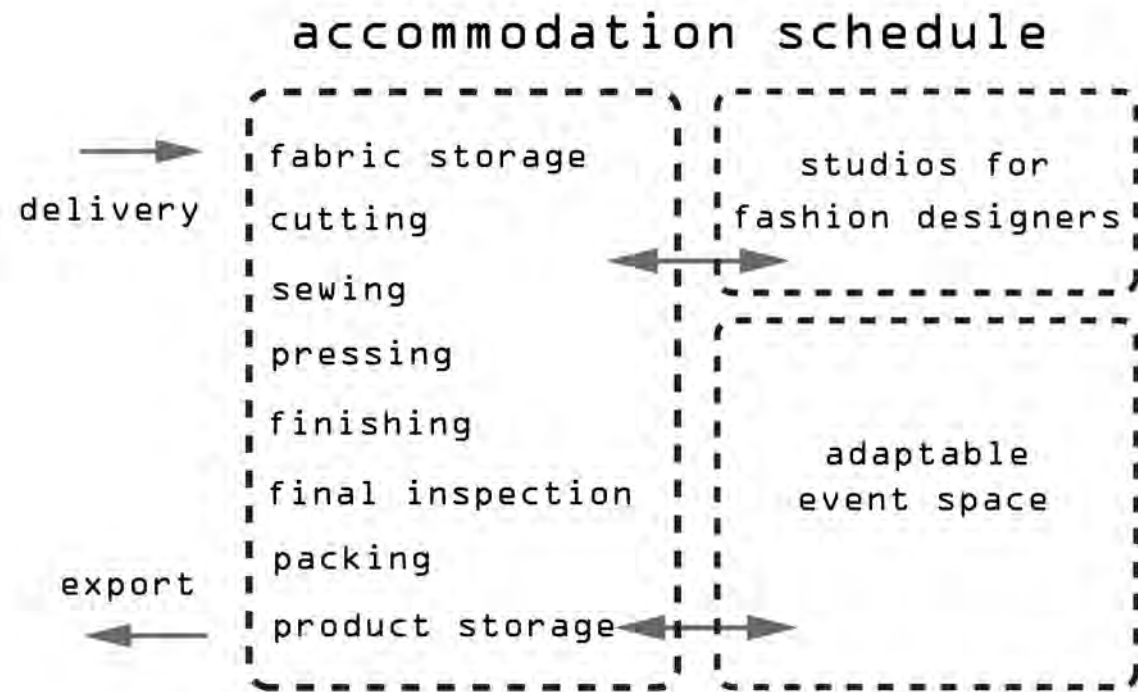 accommodation schedule
delivery
fabric storage
cutting
sewing
pressing
finishing
final inspection
packing
product storage
export
studios for
fashion designers
adaptable
event space